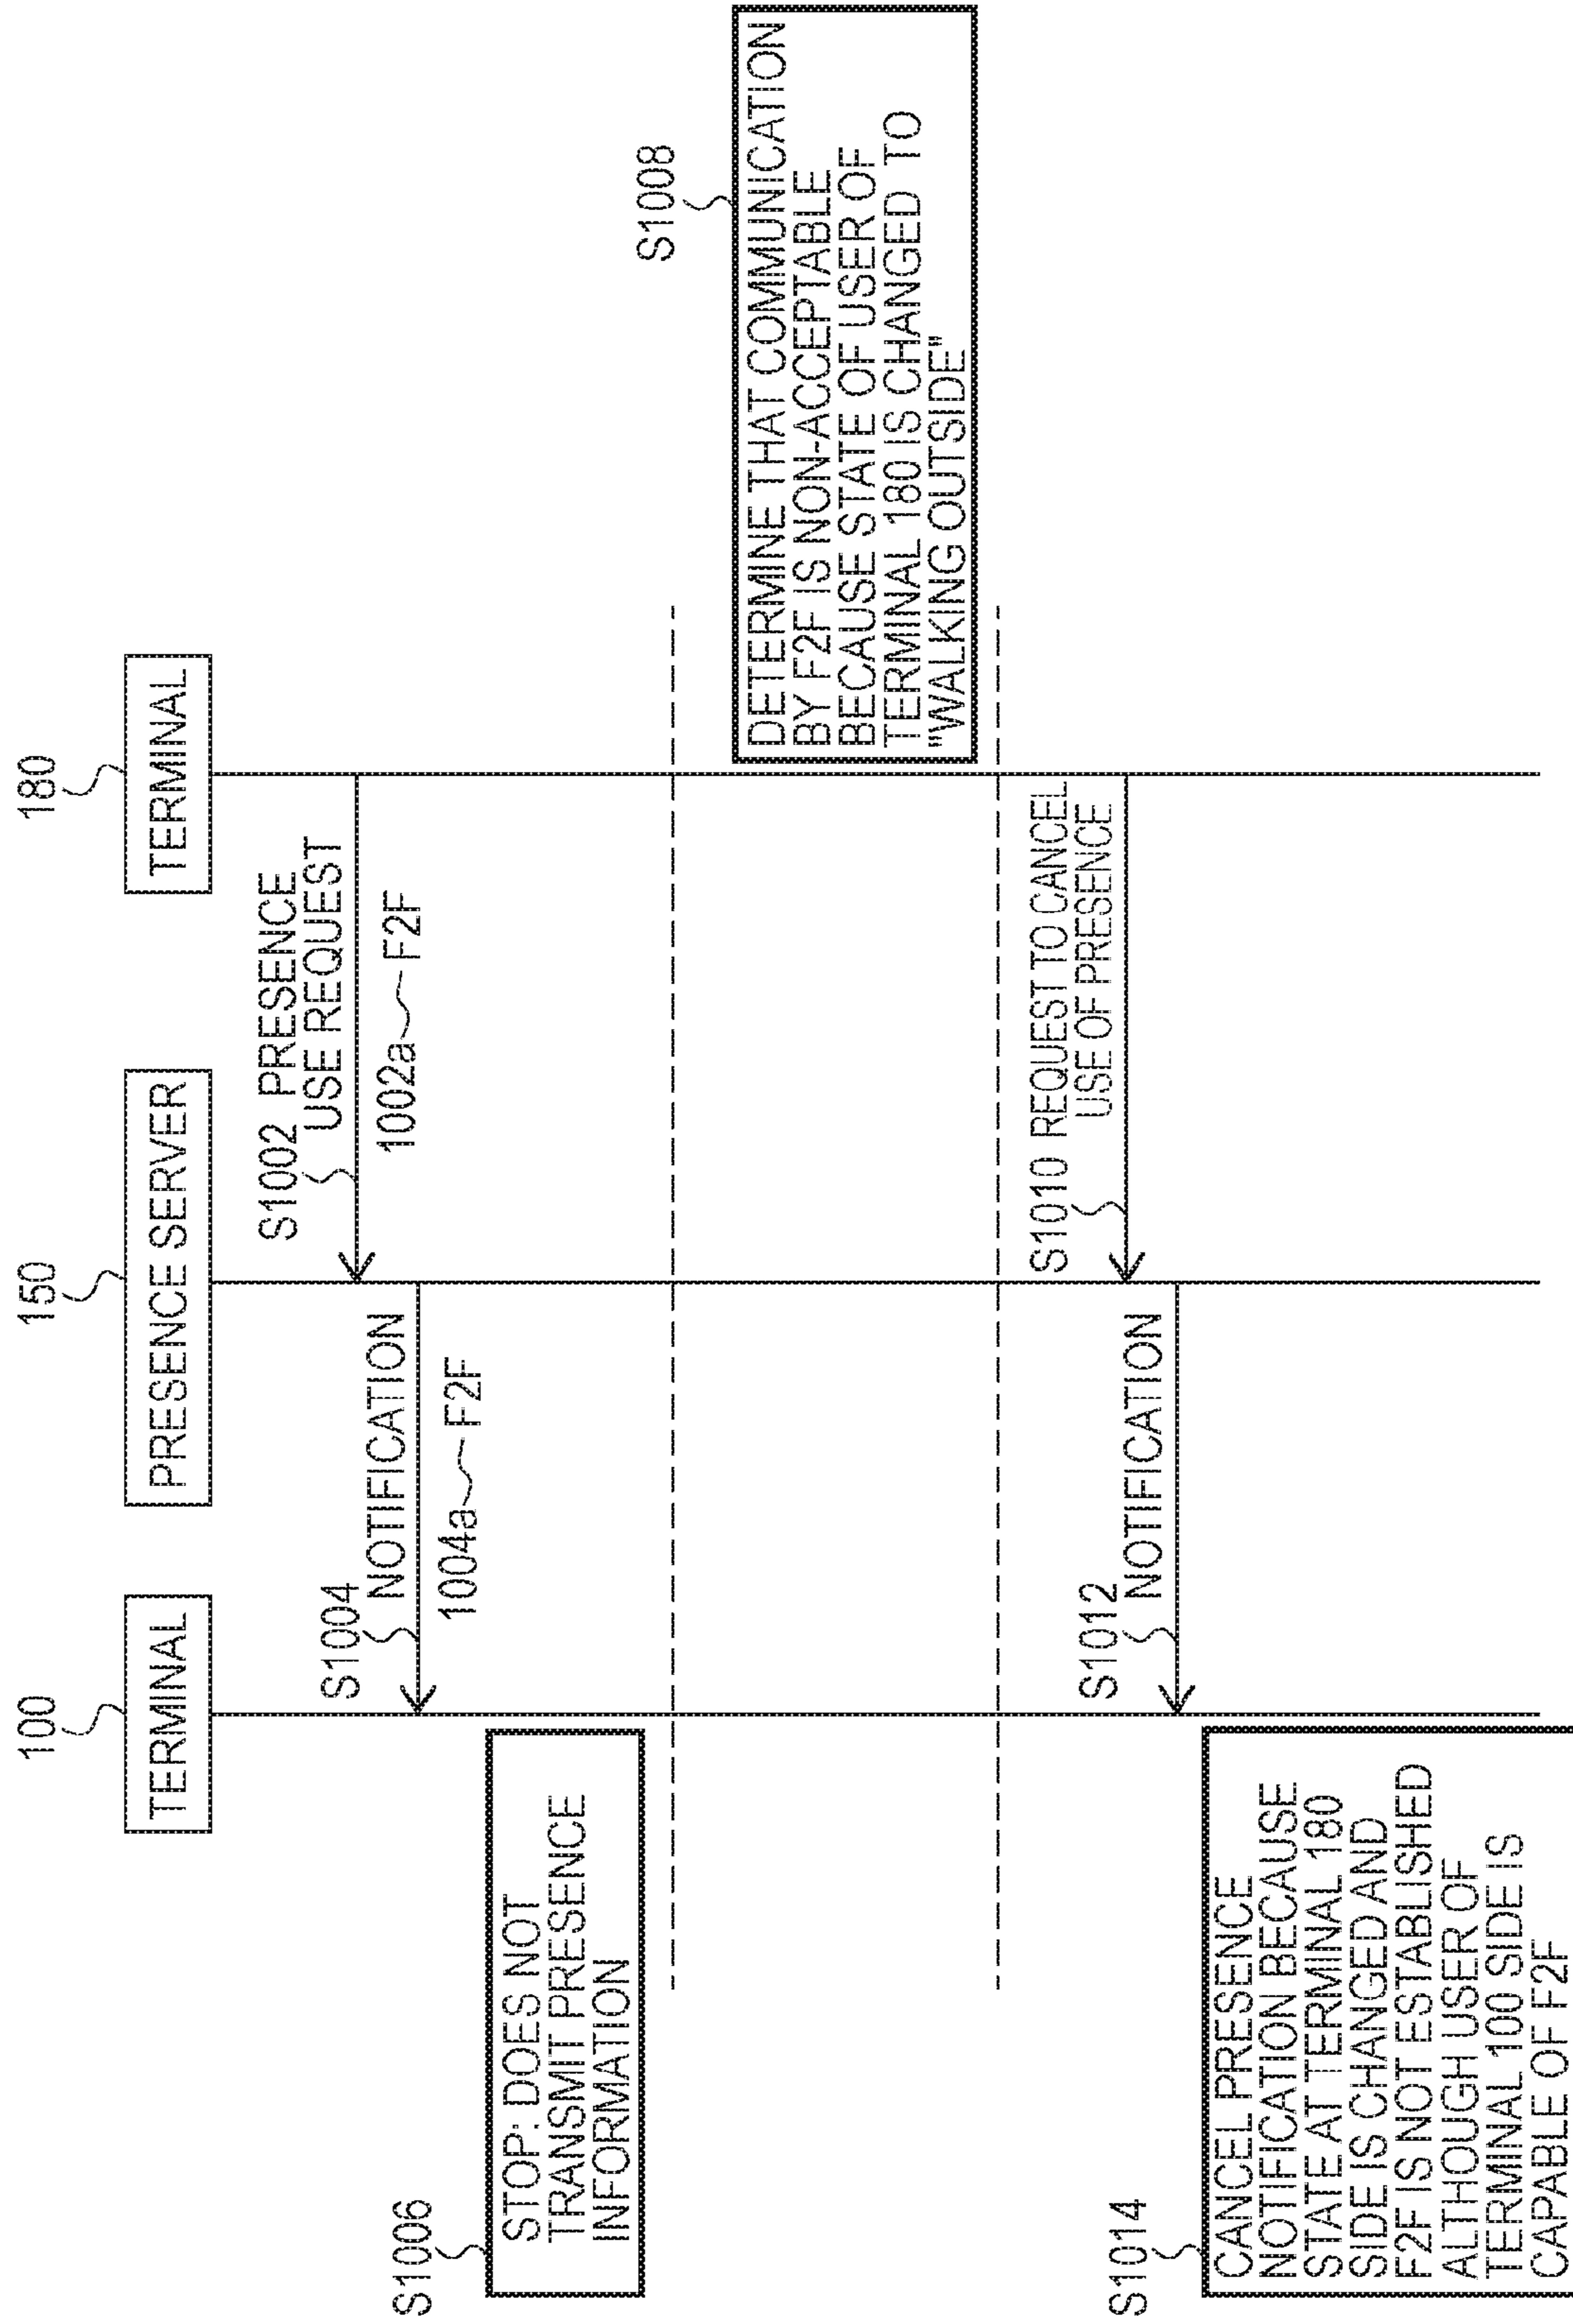 100
150
180
TERMINAL
PRESENCE SERVER
TERMINAL
S1002 PRESENCE
USE REQUEST
1002a F2F
S1004
NOTIFICATION
1004a F2F
S1006
STOP: DOES NOT
TRANSMIT PRESENCE
INFORMATION
S1008
DETERMINE THAT COMMUNICATION
BY F2F IS NON-ACCEPTABLE
BECAUSE STATE OF USER OF
TERMINAL 180 IS CHANGED TO
"WALKING OUTSIDE"
S1010 REQUEST TO CANCEL
USE OF PRESENCE
S1012
NOTIFICATION
S1014
CANCEL PRESENCE
NOTIFICATION BECAUSE
STATE AT TERMINAL 180
SIDE IS CHANGED AND
F2F IS NOT ESTABLISHED
ALTHOUGH USER OF
TERMINAL 100 SIDE IS
CAPABLE OF F2F